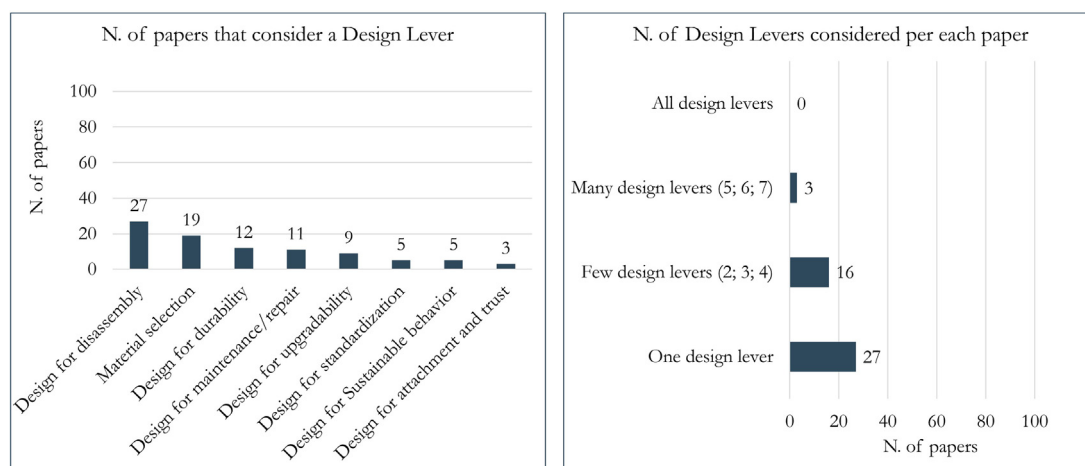 N. of papers that consider a Design Lever
N. of papers
100
80
60
40
20
0
27
19
12
11
9
5
5
3
Design for disassembly
Material selection
Design for durability
Design for maintenance/repair
Design for upgradability
Design for standardization
Design for Sustainable behavior
Design for attachment and trust
N. of Design Levers considered per each paper
All design levers
0
Many design levers (5; 6; 7)
3
Few design levers (2; 3; 4)
16
One design lever
27
0 20 40 60 80 100
N. of papers